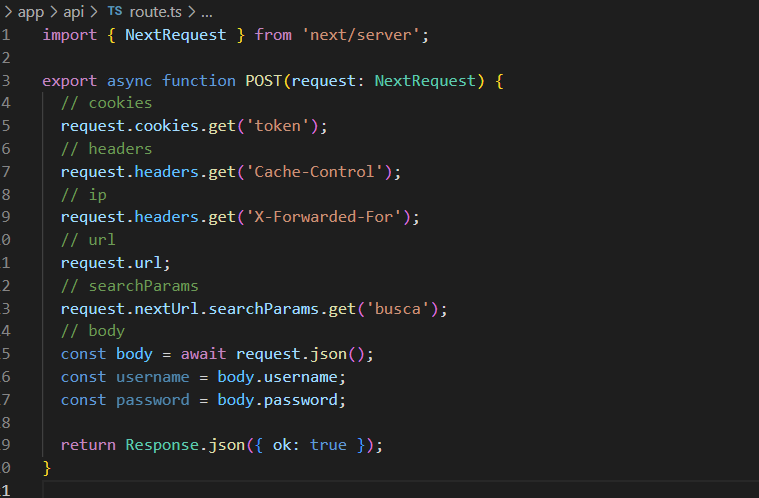 > app > api > TS route.ts > ...
1 import { NextRequest } from 'next/server';
2
3 export async function POST(request: NextRequest) {
4 // cookies
5 request.cookies.get('token');
6 // headers
7 request.headers.get('Cache-Control');
8 // ip
9 request.headers.get('X-Forwarded-For');
0 // url
1 request.url;
2 // searchParams
3 request.nextUrl.searchParams.get('busca');
4 // body
5 const body = await request.json();
6 const username = body.username;
7 const password = body.password;
8
9 return Response.json({ ok: true });
0 }
1